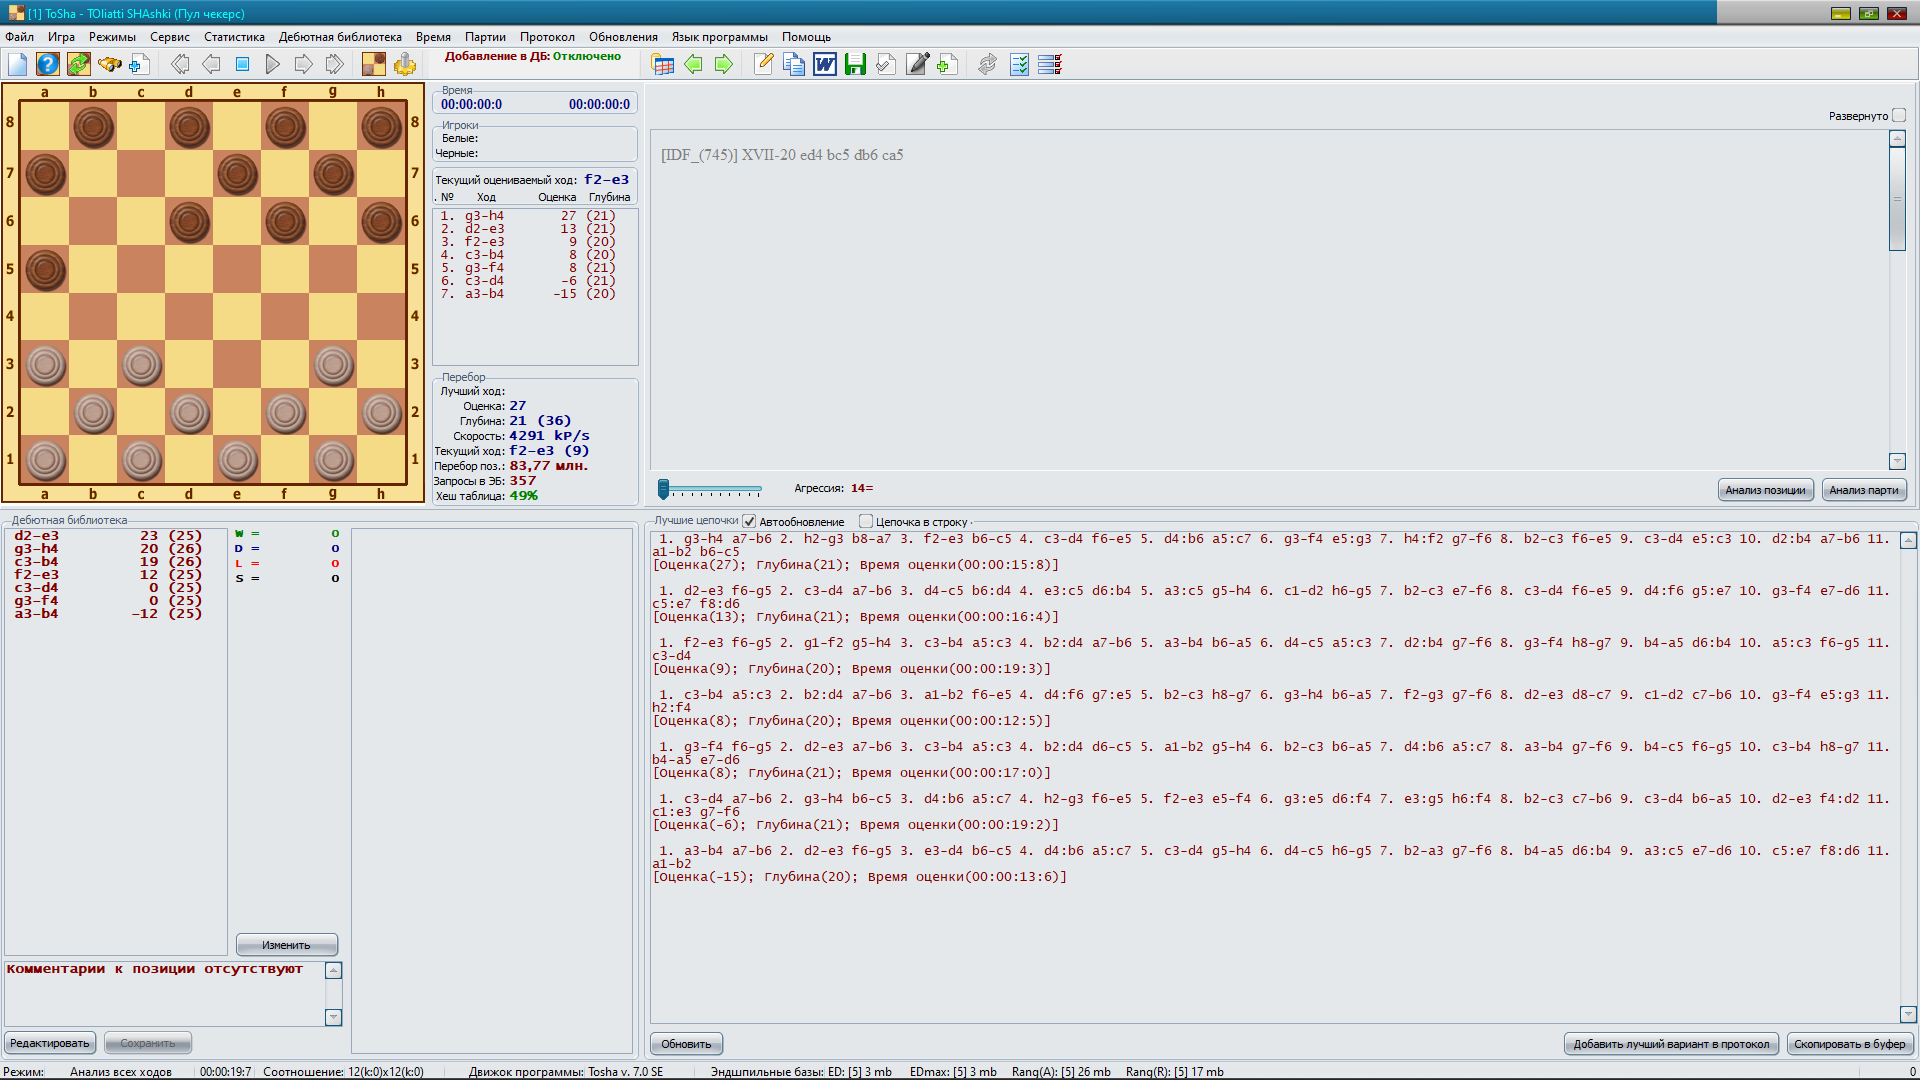 [1] ToSha - TOliatti SHAshki (Пул чекерс)
Файл Игра Режимы Сервис Статистика Дебютная библиотека Время Партии Протокол Обновления Язык программы Помощь
Добавление в ДБ: Отключено
a b c d e f g h
8 8
7 7
6 6
5 5
4 4
3 3
2 2
1 1
a b c d e f g h
Время
00:00:00:0 00:00:00:0
Игроки
Белые:
Черные:
Текущий оцениваемый ход: f2-e3
. № Ход Оценка Глубина
1. g3-h4 27 (21)
2. d2-e3 13 (21)
3. f2-e3 9 (20)
4. c3-b4 8 (20)
5. g3-f4 8 (21)
6. c3-d4 -6 (21)
7. a3-b4 -15 (20)
Перебор
Лучший ход:
Оценка: 27
Глубина: 21 (36)
Скорость: 4291 kP/s
Текущий ход: f2-e3 (9)
Перебор поз.: 83,77 млн.
Запросы в ЭБ: 357
Хеш таблица: 49%
Развернуто
[IDF_(745)] XVII-20 ed4 bc5 db6 ca5
Агрессия: 14=
Анализ позиции Анализ парти
Дебютная библиотека
d2-e3 23 (25)
g3-h4 20 (26)
c3-b4 19 (26)
f2-e3 12 (25)
c3-d4 0 (25)
g3-f4 0 (25)
a3-b4 -12 (25)
W = 0
D = 0
L = 0
S = 0
Изменить
Комментарии к позиции отсутствуют
Редактировать Сохранить
Лучшие цепочки Автообновление Цепочка в строку
1. g3-h4 a7-b6 2. h2-g3 b8-a7 3. f2-e3 b6-c5 4. c3-d4 f6-e5 5. d4:b6 a5:c7 6. g3-f4 e5:g3 7. h4:f2 g7-f6 8. b2-c3 f6-e5 9. c3-d4 e5:c3 10. d2:b4 a7-b6 11.
a1-b2 b6-c5
[Оценка(27); Глубина(21); Время оценки(00:00:15:8)]
1. d2-e3 f6-g5 2. c3-d4 a7-b6 3. d4-c5 b6:d4 4. e3:c5 d6:b4 5. a3:c5 g5-h4 6. c1-d2 h6-g5 7. b2-c3 e7-f6 8. c3-d4 f6-e5 9. d4:f6 g5:e7 10. g3-f4 e7-d6 11.
c5:e7 f8:d6
[Оценка(13); Глубина(21); Время оценки(00:00:16:4)]
1. f2-e3 f6-g5 2. g1-f2 g5-h4 3. c3-b4 a5:c3 4. b2:d4 a7-b6 5. a3-b4 b6-a5 6. d4-c5 a5:c3 7. d2:b4 g7-f6 8. g3-f4 h8-g7 9. b4-a5 d6:b4 10. a5:c3 f6-g5 11.
c3-d4
[Оценка(9); Глубина(20); Время оценки(00:00:19:3)]
1. c3-b4 a5:c3 2. b2:d4 a7-b6 3. a1-b2 f6-e5 4. d4:f6 g7:e5 5. b2-c3 h8-g7 6. g3-h4 b6-a5 7. f2-g3 g7-f6 8. d2-e3 d8-c7 9. c1-d2 c7-b6 10. g3-f4 e5:g3 11.
h2:f4
[Оценка(8); Глубина(20); Время оценки(00:00:12:5)]
1. g3-f4 f6-g5 2. d2-e3 a7-b6 3. c3-b4 a5:c3 4. b2:d4 d6-c5 5. a1-b2 g5-h4 6. b2-c3 b6-a5 7. d4:b6 a5:c7 8. a3-b4 g7-f6 9. b4-c5 f6-g5 10. c3-b4 h8-g7 11.
b4-a5 e7-d6
[Оценка(8); Глубина(21); Время оценки(00:00:17:0)]
1. c3-d4 a7-b6 2. g3-h4 b6-c5 3. d4:b6 a5:c7 4. h2-g3 f6-e5 5. f2-e3 e5-f4 6. g3:e5 d6:f4 7. e3:g5 h6:f4 8. b2-c3 c7-b6 9. c3-d4 b6-a5 10. d2-e3 f4:d2 11.
c1:e3 g7-f6
[Оценка(-6); Глубина(21); Время оценки(00:00:19:2)]
1. a3-b4 a7-b6 2. d2-e3 f6-g5 3. e3-d4 b6-c5 4. d4:b6 a5:c7 5. c3-d4 g5-h4 6. d4-c5 h6-g5 7. b2-a3 g7-f6 8. b4-a5 d6:b4 9. a3:c5 e7-d6 10. c5:e7 f8:d6 11.
a1-b2
[Оценка(-15); Глубина(20); Время оценки(00:00:13:6)]
Обновить Добавить лучший вариант в протокол Скопировать в буфер
Режим: Анализ всех ходов 00:00:19:7 Соотношение: 12(k:0)x12(k:0) Движок программы: Tosha v. 7.0 SE Эндшпильные базы: ED: [5] 3 mb EDmax: [5] 3 mb Rang(A): [5] 26 mb Rang(R): [5] 17 mb 0